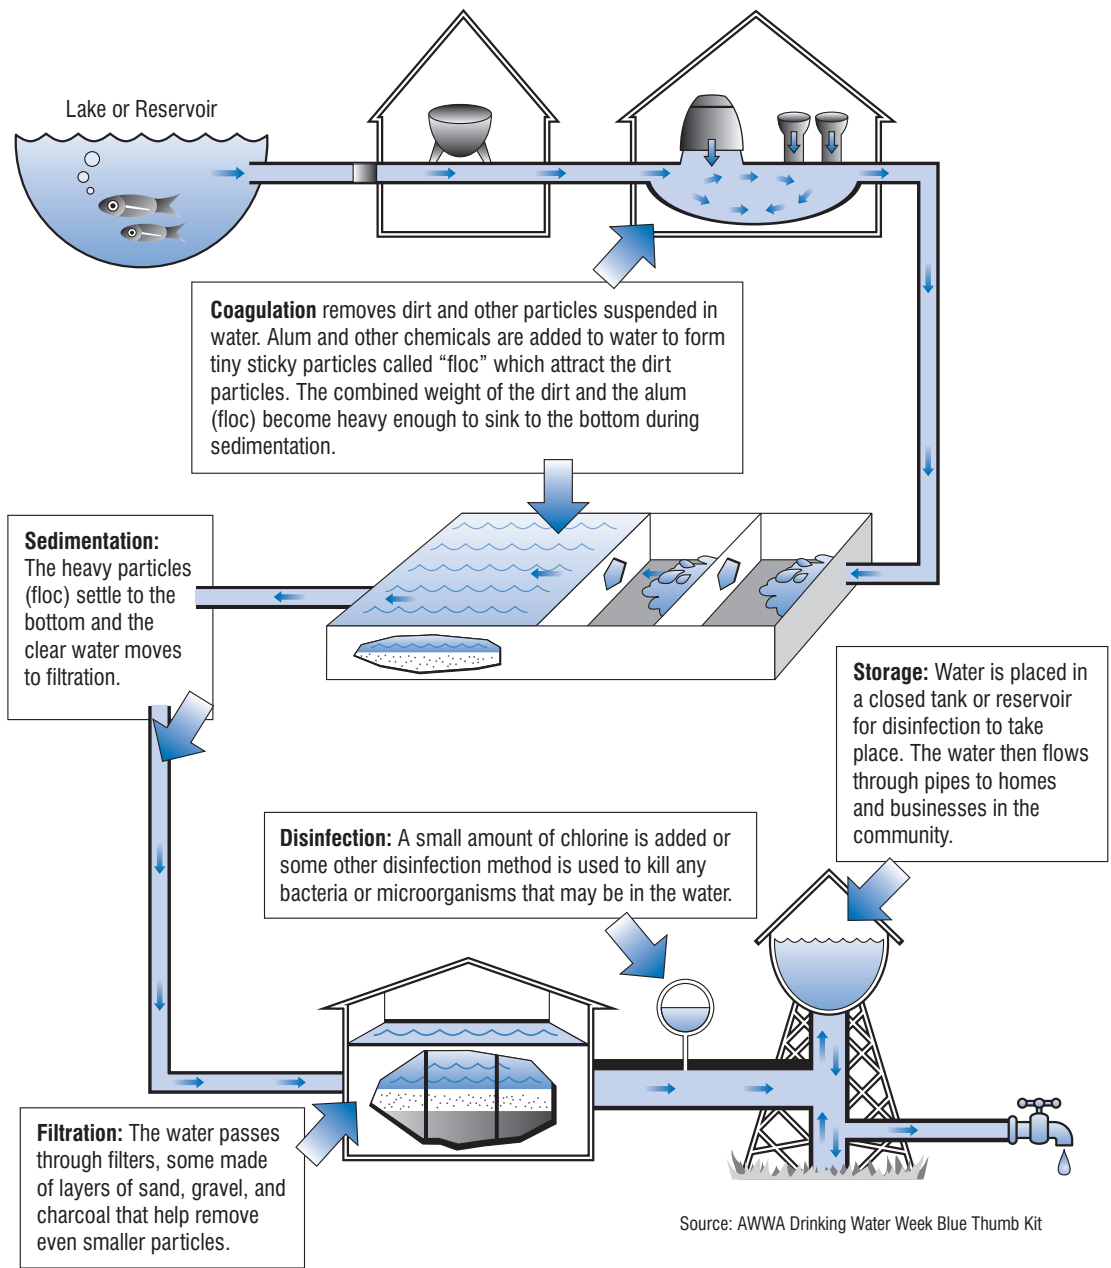 Lake or Reservoir
Coagulation removes dirt and other particles suspended in
water. Alum and other chemicals are added to water to form
tiny sticky particles called “floc” which attract the dirt
particles. The combined weight of the dirt and the alum
(floc) become heavy enough to sink to the bottom during
sedimentation.
Sedimentation:
The heavy particles
(floc) settle to the
bottom and the
clear water moves
to filtration.
Storage: Water is placed in
a closed tank or reservoir
for disinfection to take
place. The water then flows
through pipes to homes
and businesses in the
community.
Disinfection: A small amount of chlorine is added or
some other disinfection method is used to kill any
bacteria or microorganisms that may be in the water.
Filtration: The water passes
through filters, some made
of layers of sand, gravel, and
charcoal that help remove
even smaller particles.
Source: AWWA Drinking Water Week Blue Thumb Kit